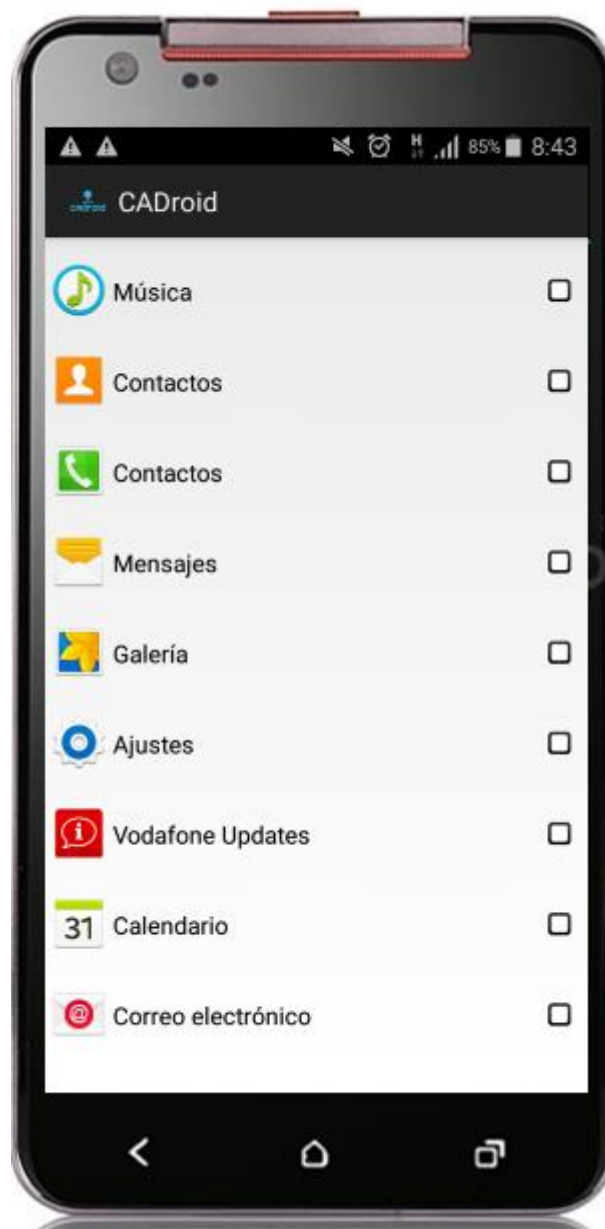 H 85% 8:43
CADroid
Música
Contactos
Contactos
Mensajes
Galería
Ajustes
Vodafone Updates
31 Calendario
Correo electrónico